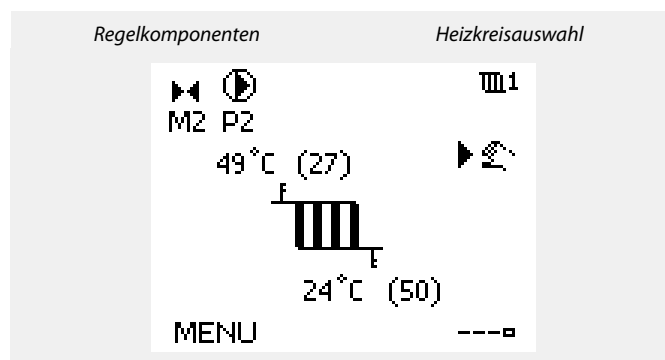 Regelkomponenten Heizkreisauswahl
1
M2 P2
49°C (27)
24°C (50)
MENU ---